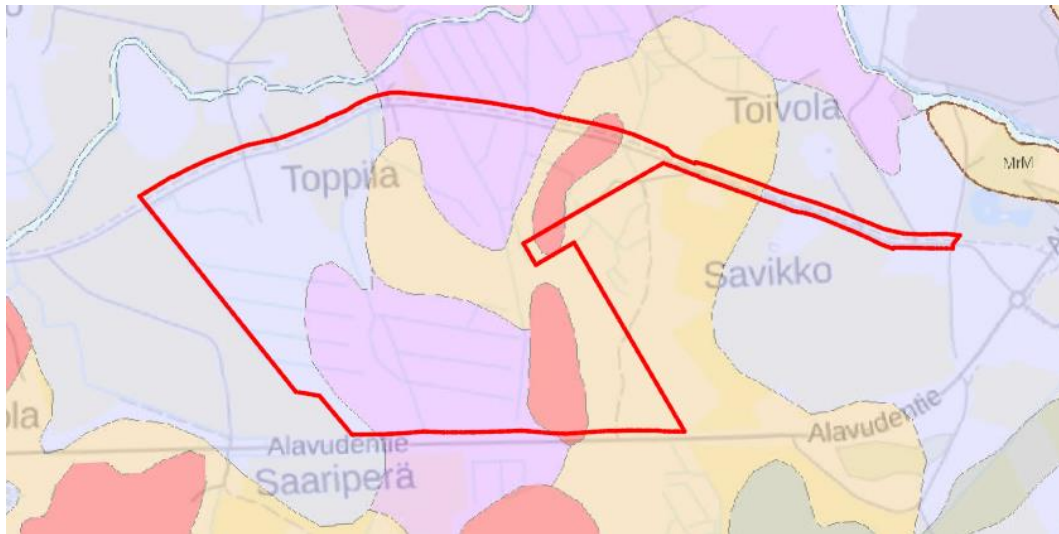 Toivola
MrM
Toppila
Savikko
Alavudentie
ola
Alavudentie
Saariperä